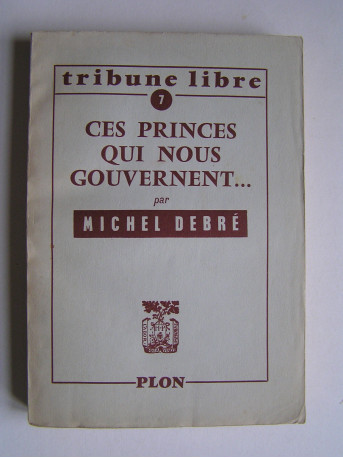 tribune libre
7
CES PRINCES
QUI NOUS
GOUVERNENT...
par
MICHEL DEBRÉ
PLON